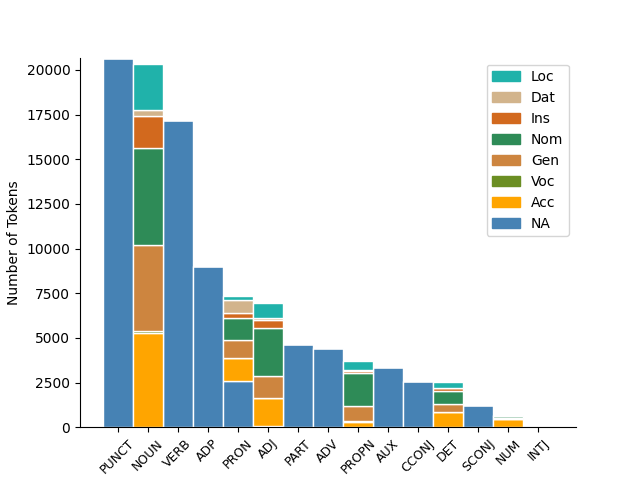 20000
17500
15000
12500
10000
7500
5000
2500
0
Number of Tokens
Loc
Dat
Ins
Nom
Gen
Voc
Acc
NA
PUNCT
NOUN
VERB
ADP
PRON
ADJ
PART
ADV
PROPN
AUX
CCONJ
DET
SCONJ
NUM
INTJ